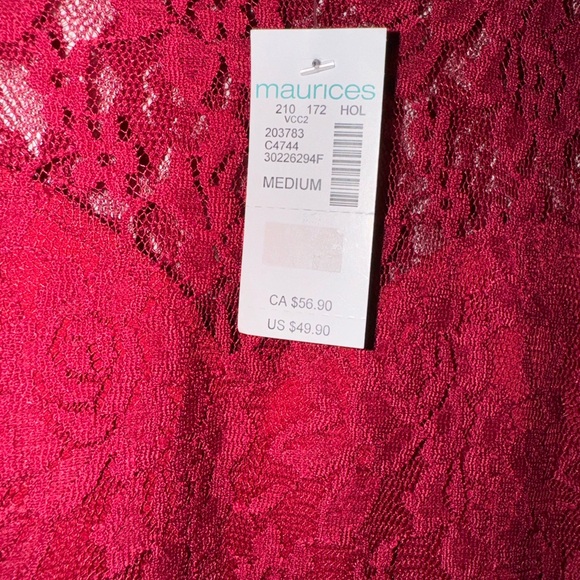 maurices
210 172 HOL
VCC2
203783
C4744
30226294F
MEDIUM
CA $56.90
US $49.90